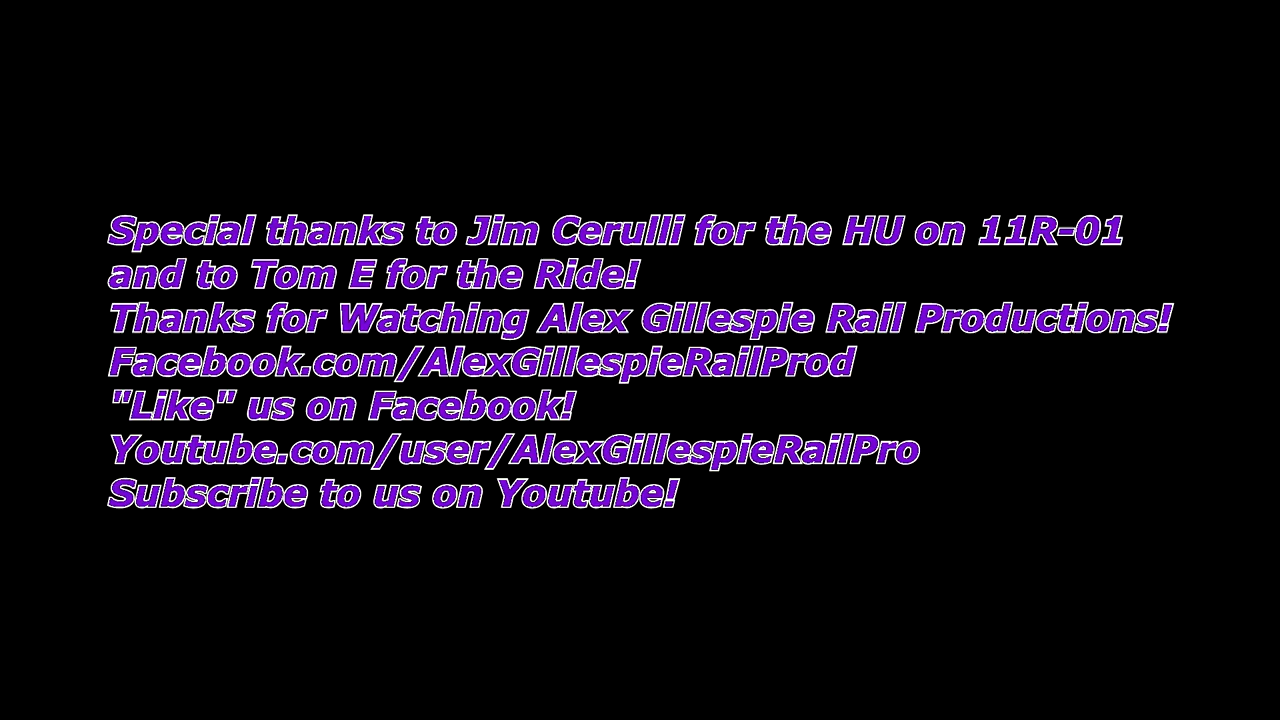 Special thanks to Jim Cerulli for the HU on 11R-01
and to Tom E for the Ride!
Thanks for Watching Alex Gillespie Rail Productions!
Facebook.com/AlexGillespieRailProd
"Like" us on Facebook!
Youtube.com/user/AlexGillespieRailPro
Subscribe to us on Youtube!